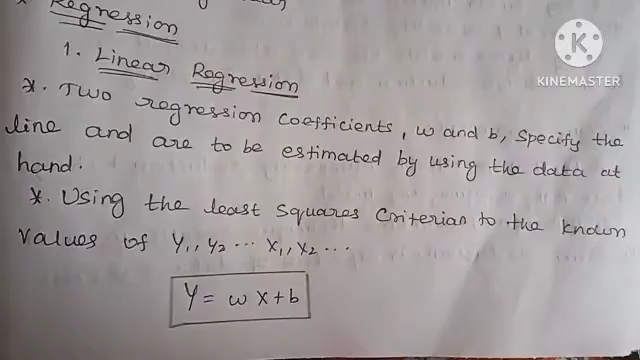 Regression
KINEMASTER
1. Linear Regression
*. Two regression coefficients, w and b, specify the
line and are to be estimated by using the data at
hand.
*. Using the least squares criterian to the known
values of Y1, Y2 ... X1, X2 ...
Y = w X + b